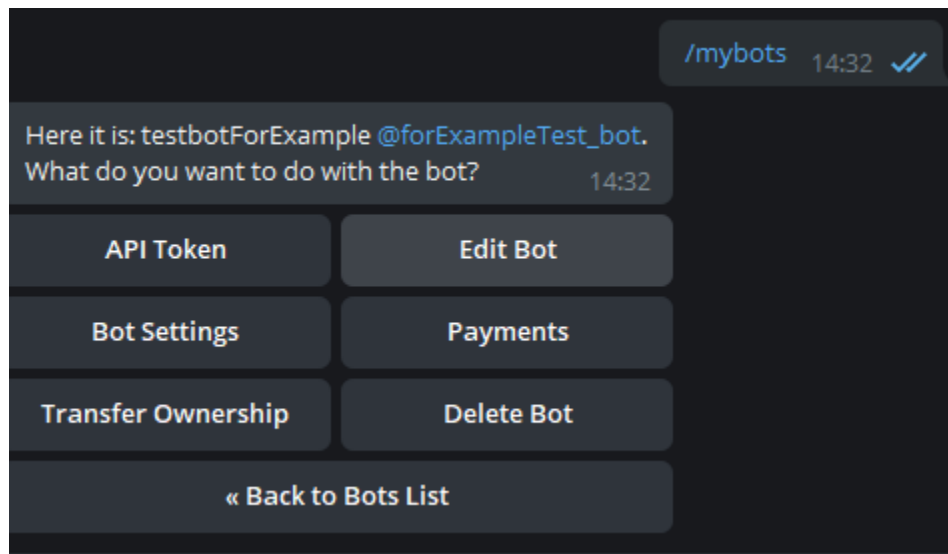 /mybots 14:32
Here it is: testbotForExample @forExampleTest_bot.
What do you want to do with the bot? 14:32
API Token Edit Bot
Bot Settings Payments
Transfer Ownership Delete Bot
« Back to Bots List